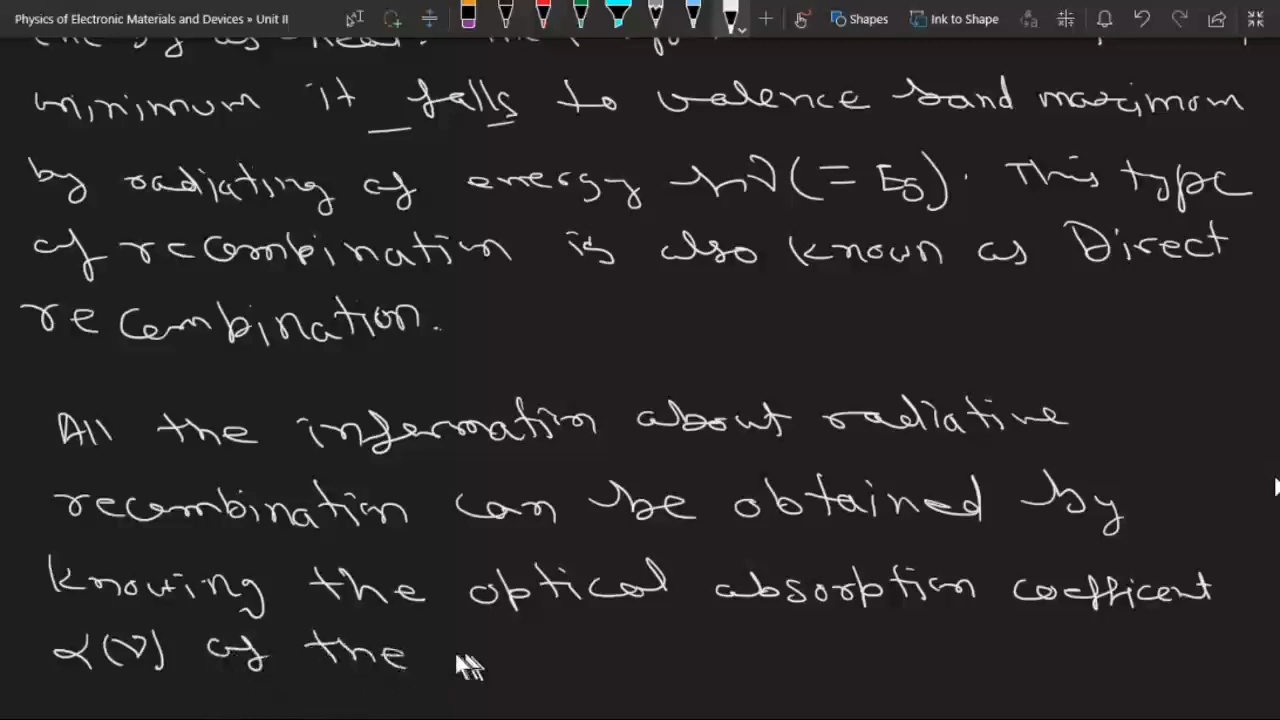 Physics of Electronic Materials and Devices » Unit II
Shapes
Ink to Shape
minimum it falls to valence band maximum
by radiating of energy hν(= Eg). This type
of recombination is also known as Direct
recombination.
All the information about radiative
recombination can be obtained by
knowing the optical absorption coefficent
α(ν) of the